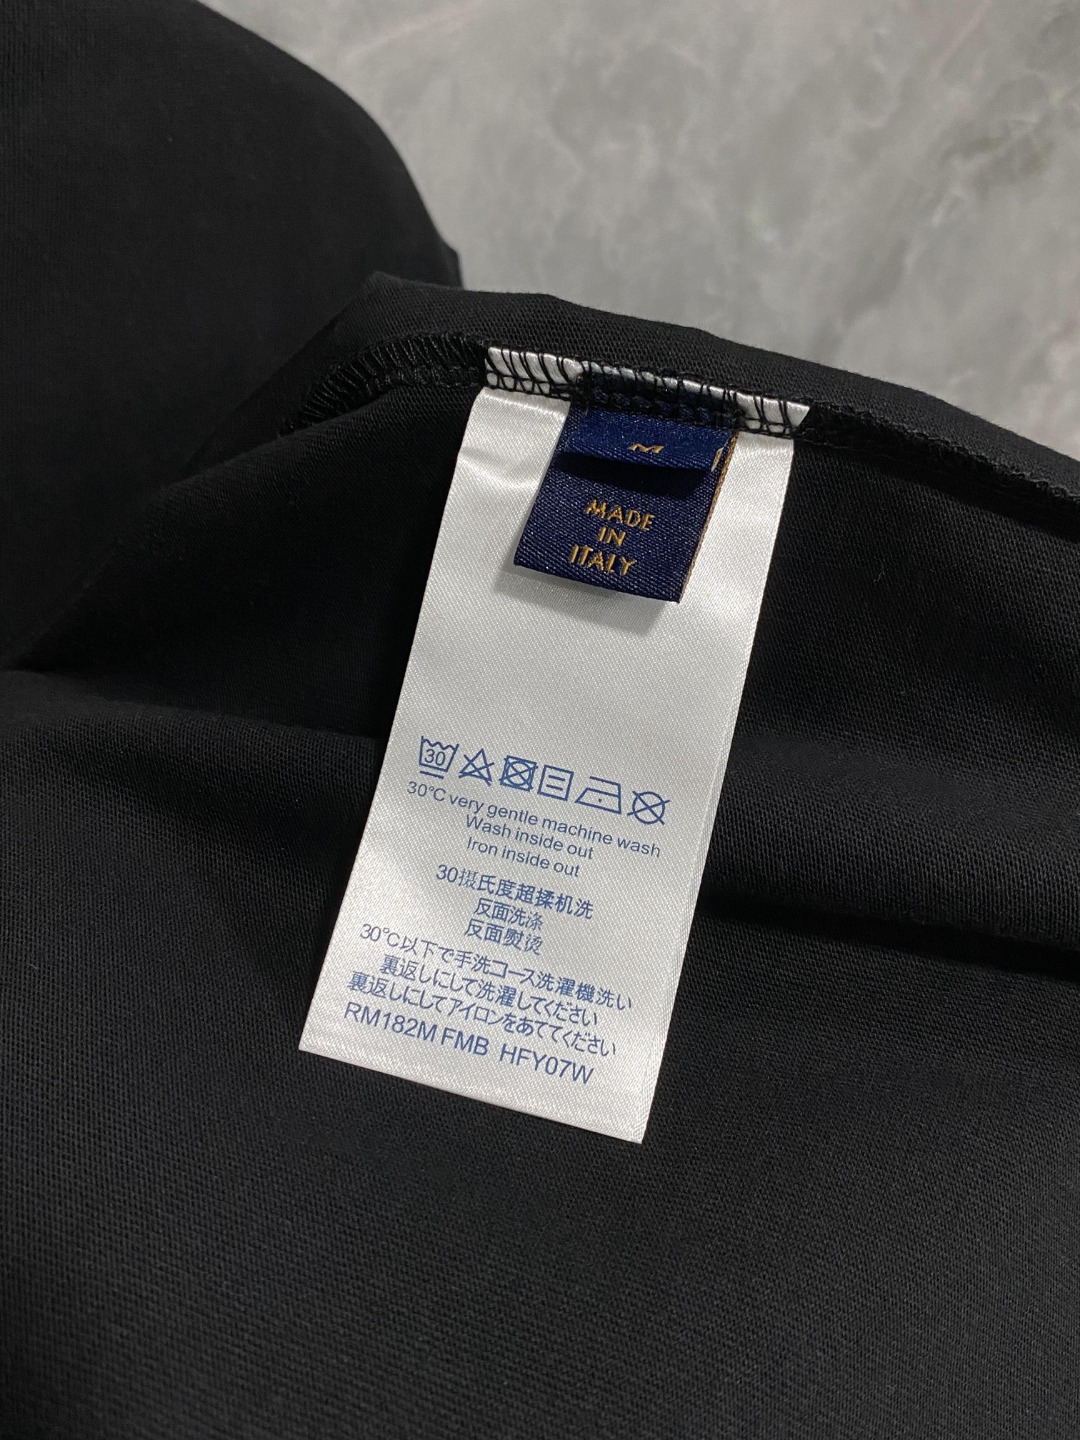 M
MADE
IN
ITALY
30
30°C very gentle machine wash
Wash inside out
Iron inside out
30摄氏度超揉机洗
反面洗涤
反面熨烫
30℃以下で手洗コース洗濯機洗い
裏返しにして洗濯してください
裏返しにしてアイロンをあててください
RM182M FMB HFY07W